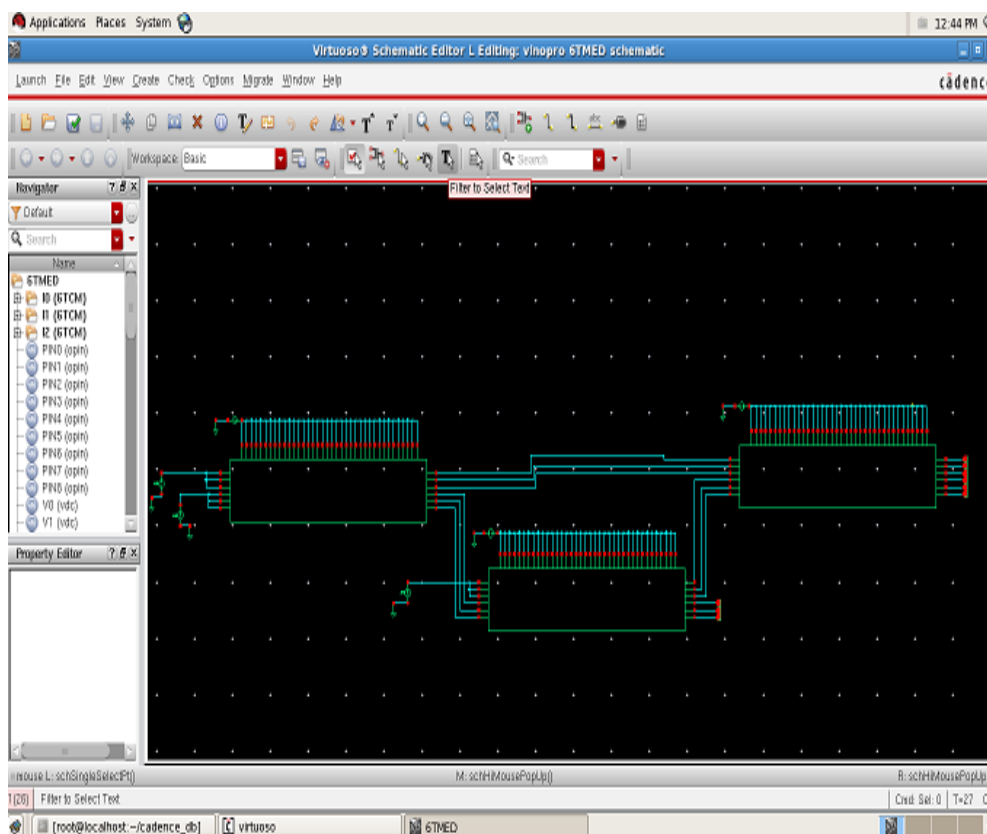 Applications Places System
12:44 PM
Virtuoso® Schematic Editor L Editing: vinopro 6TMED schematic
Launch File Edit View Create Check Options Migrate Window Help
cādence
Workspace: Basic
Search
Navigator
Filter to Select Text
Default
Search
Name
6TMED
I0 (6TCM)
I1 (6TCM)
I2 (6TCM)
PIN0 (opin)
PIN1 (opin)
PIN2 (opin)
PIN3 (opin)
PIN4 (opin)
PIN5 (opin)
PIN6 (opin)
PIN7 (opin)
PIN8 (opin)
V0 (vdc)
V1 (vdc)
Property Editor
mouse L: schSingleSelectPt()
M: schHiMousePopUp()
R: schHiMousePopUp
1(26) Filter to Select Text
Cmd: Sel: 0 T=27 C
[root@localhost:~/cadence_db]
virtuoso
6TMED